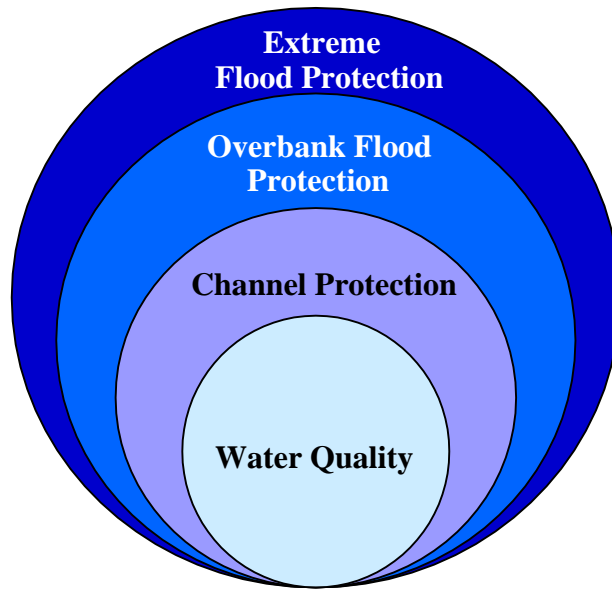 Extreme
Flood Protection
Overbank Flood
Protection
Channel Protection
Water Quality